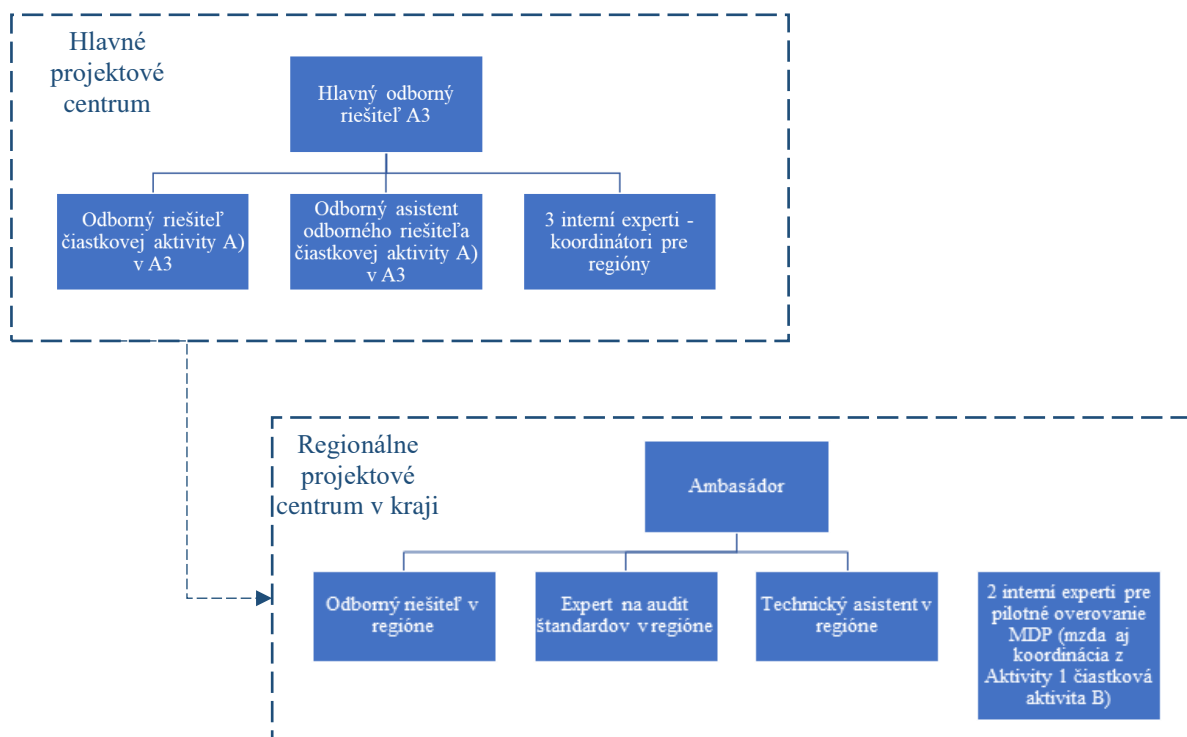 Hlavné
projektové
centrum
Hlavný odborný
riešiteľ A3
Odborný riešiteľ
čiastkovej aktivity A)
v A3
Odborný asistent
odborného riešiteľa
čiastkovej aktivity A)
v A3
3 interní experti -
koordinátori pre
regióny
Regionálne
projektové
centrum v kraji
Ambasádor
Odborný riešiteľ v
regióne
Expert na audit
štandardov v regióne
Technický asistent v
regióne
2 interní experti pre
pilotné overovanie
MDP (mzda aj
koordinácia z
Aktivity 1 čiastková
aktivita B)